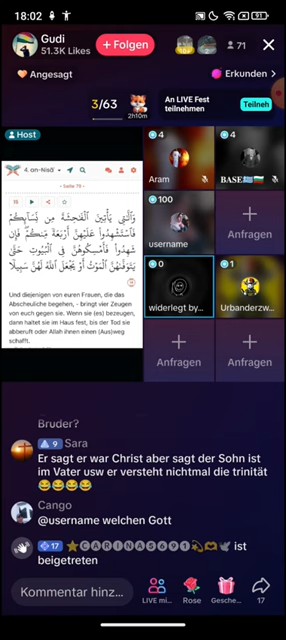 18:02
91
Gudi
51.3K Likes
+ Folgen
71
Angesagt
Erkunden >
3/63
2h10m
An LIVE Fest
teilnehmen
Teilneh
Host
4. an-Nisāʾ
- Seite 78 -
15
وَٱلَّٰتِي يَأۡتِينَ ٱلۡفَٰحِشَةَ مِن نِّسَآئِكُمۡ
فَٱسۡتَشۡهِدُواْ عَلَيۡهِنَّ أَرۡبَعَةٗ مِّنكُمۡۖ فَإِن
شَهِدُواْ فَأَمۡسِكُوهُنَّ فِي ٱلۡبُيُوتِ حَتَّىٰ
يَتَوَفَّىٰهُنَّ ٱلۡمَوۡتُ أَوۡ يَجۡعَلَ ٱللَّهُ لَهُنَّ سَبِيلٗا
Und diejenigen von euren Frauen, die das
Abscheuliche begehen, - bringt vier Zeugen
von euch gegen sie. Wenn sie (es) bezeugen,
dann haltet sie im Haus fest, bis der Tod sie
abberuft oder Allah ihnen einen (Aus)weg
schafft.
4
Aram
4
BASE
100
username
Anfragen
0
widerlegt by...
1
Urbanderzw...
Anfragen
Anfragen
Bruder?
9 Sara
Er sagt er war Christ aber sagt der Sohn ist
im Vater usw er versteht nichtmal die trinität
😂😂😂😂
Cango
@username welchen Gott
17 ⭐🅒🅐🅡🅘🅝🅐🅢⑥⑨① ist
beigetreten
Kommentar hinz...
LIVE mi...
Rose
Gesche...
17